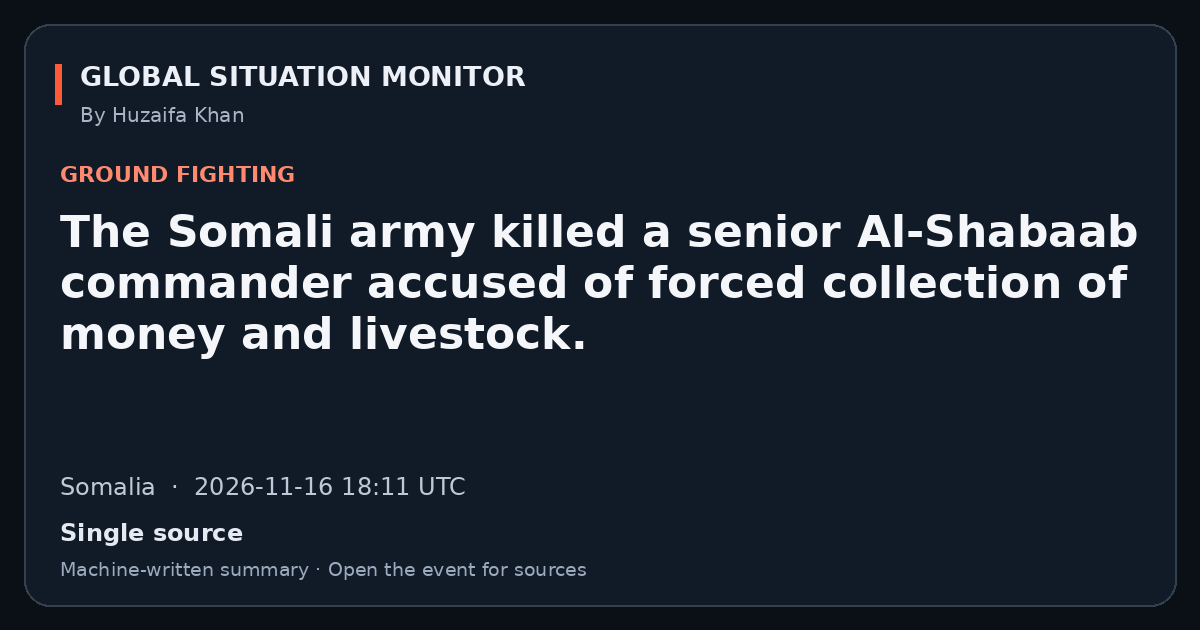 GLOBAL SITUATION MONITOR
By Huzaifa Khan
GROUND FIGHTING
The Somali army killed a senior Al-Shabaab
commander accused of forced collection of
money and livestock.
Somalia · 2026-11-16 18:11 UTC
Single source
Machine-written summary · Open the event for sources